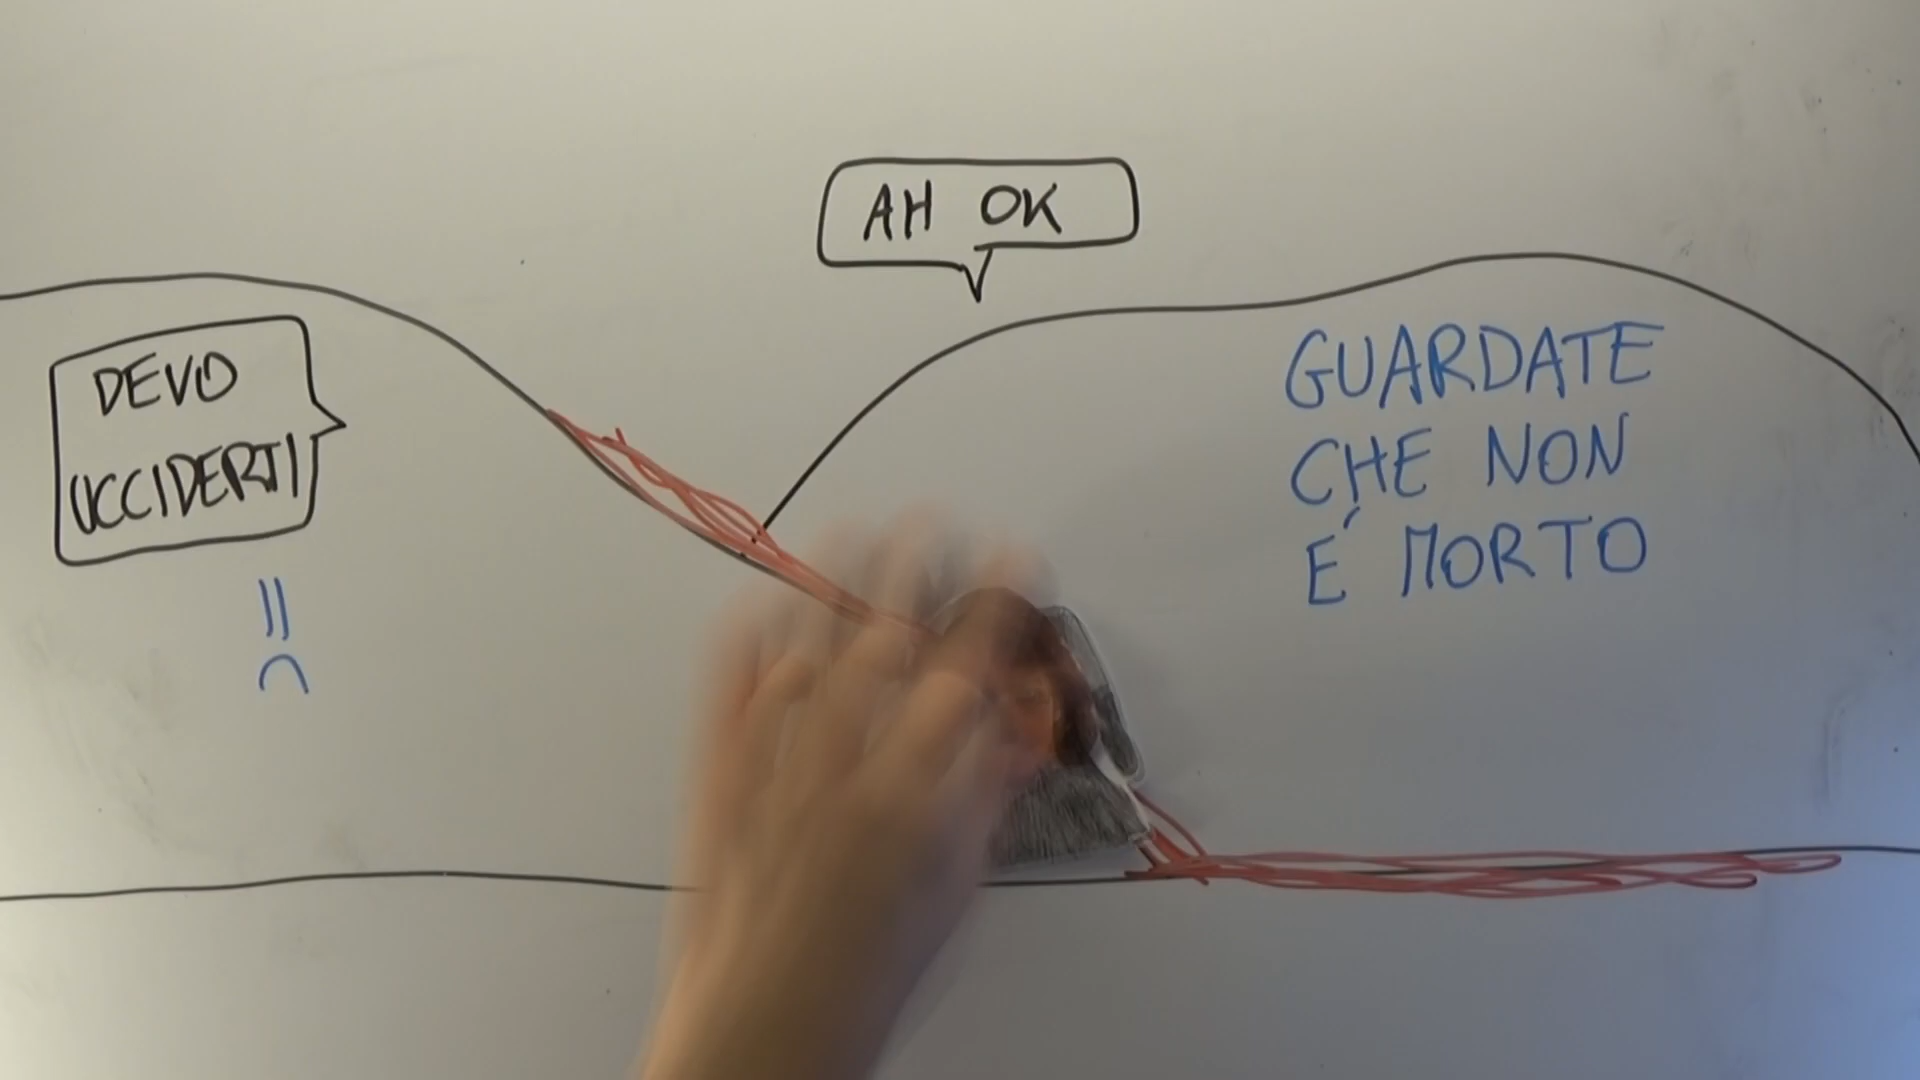 AH OK
DEVO
UCCIDERTI
GUARDATE
CHE NON
É MORTO